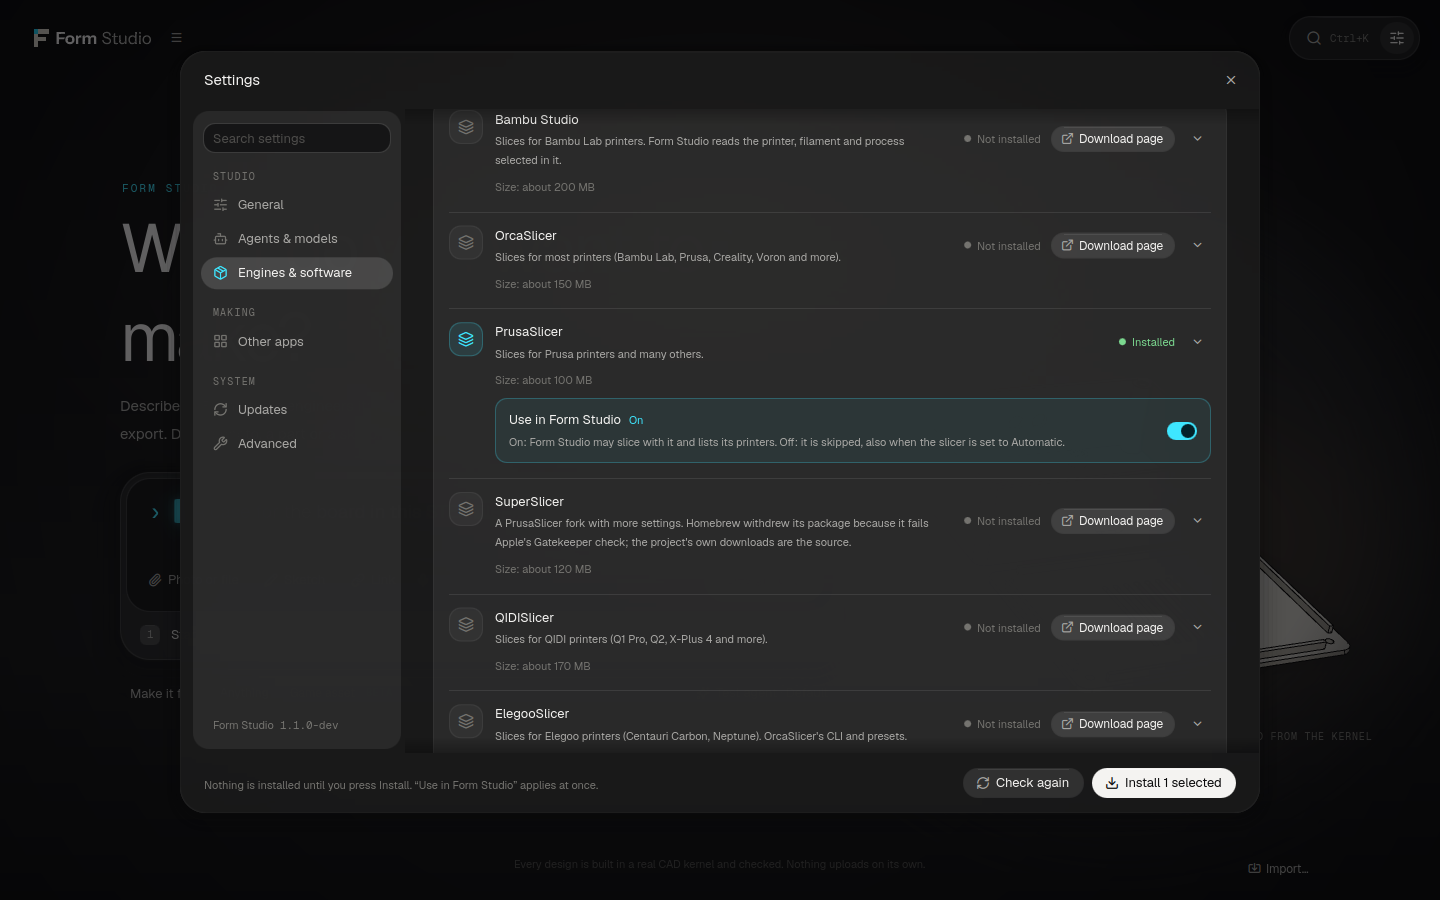 Form Studio
Ctrl+K
Settings
Search settings
STUDIO
General
Agents & models
Engines & software
MAKING
Other apps
SYSTEM
Updates
Advanced
Form Studio 1.1.0-dev
Bambu Studio
Slices for Bambu Lab printers. Form Studio reads the printer, filament and process
selected in it.
Size: about 200 MB
Not installed
Download page
OrcaSlicer
Slices for most printers (Bambu Lab, Prusa, Creality, Voron and more).
Size: about 150 MB
Not installed
Download page
PrusaSlicer
Slices for Prusa printers and many others.
Size: about 100 MB
Installed
Use in Form Studio On
On: Form Studio may slice with it and lists its printers. Off: it is skipped, also when the slicer is set to Automatic.
SuperSlicer
A PrusaSlicer fork with more settings. Homebrew withdrew its package because it fails
Apple's Gatekeeper check; the project's own downloads are the source.
Size: about 120 MB
Not installed
Download page
QIDISlicer
Slices for QIDI printers (Q1 Pro, Q2, X-Plus 4 and more).
Size: about 170 MB
Not installed
Download page
ElegooSlicer
Slices for Elegoo printers (Centauri Carbon, Neptune). OrcaSlicer's CLI and presets.
Not installed
Download page
Nothing is installed until you press Install. “Use in Form Studio” applies at once.
Check again
Install 1 selected
FORM ST
W
ma
Describe
export. D
Ph
1 S
Make it f
FROM THE KERNEL
Every design is built in a real CAD kernel and checked. Nothing uploads on its own.
Import…